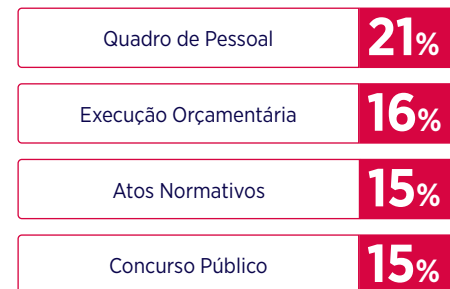 Quadro de Pessoal 21%
Execução Orçamentária 16%
Atos Normativos 15%
Concurso Público 15%